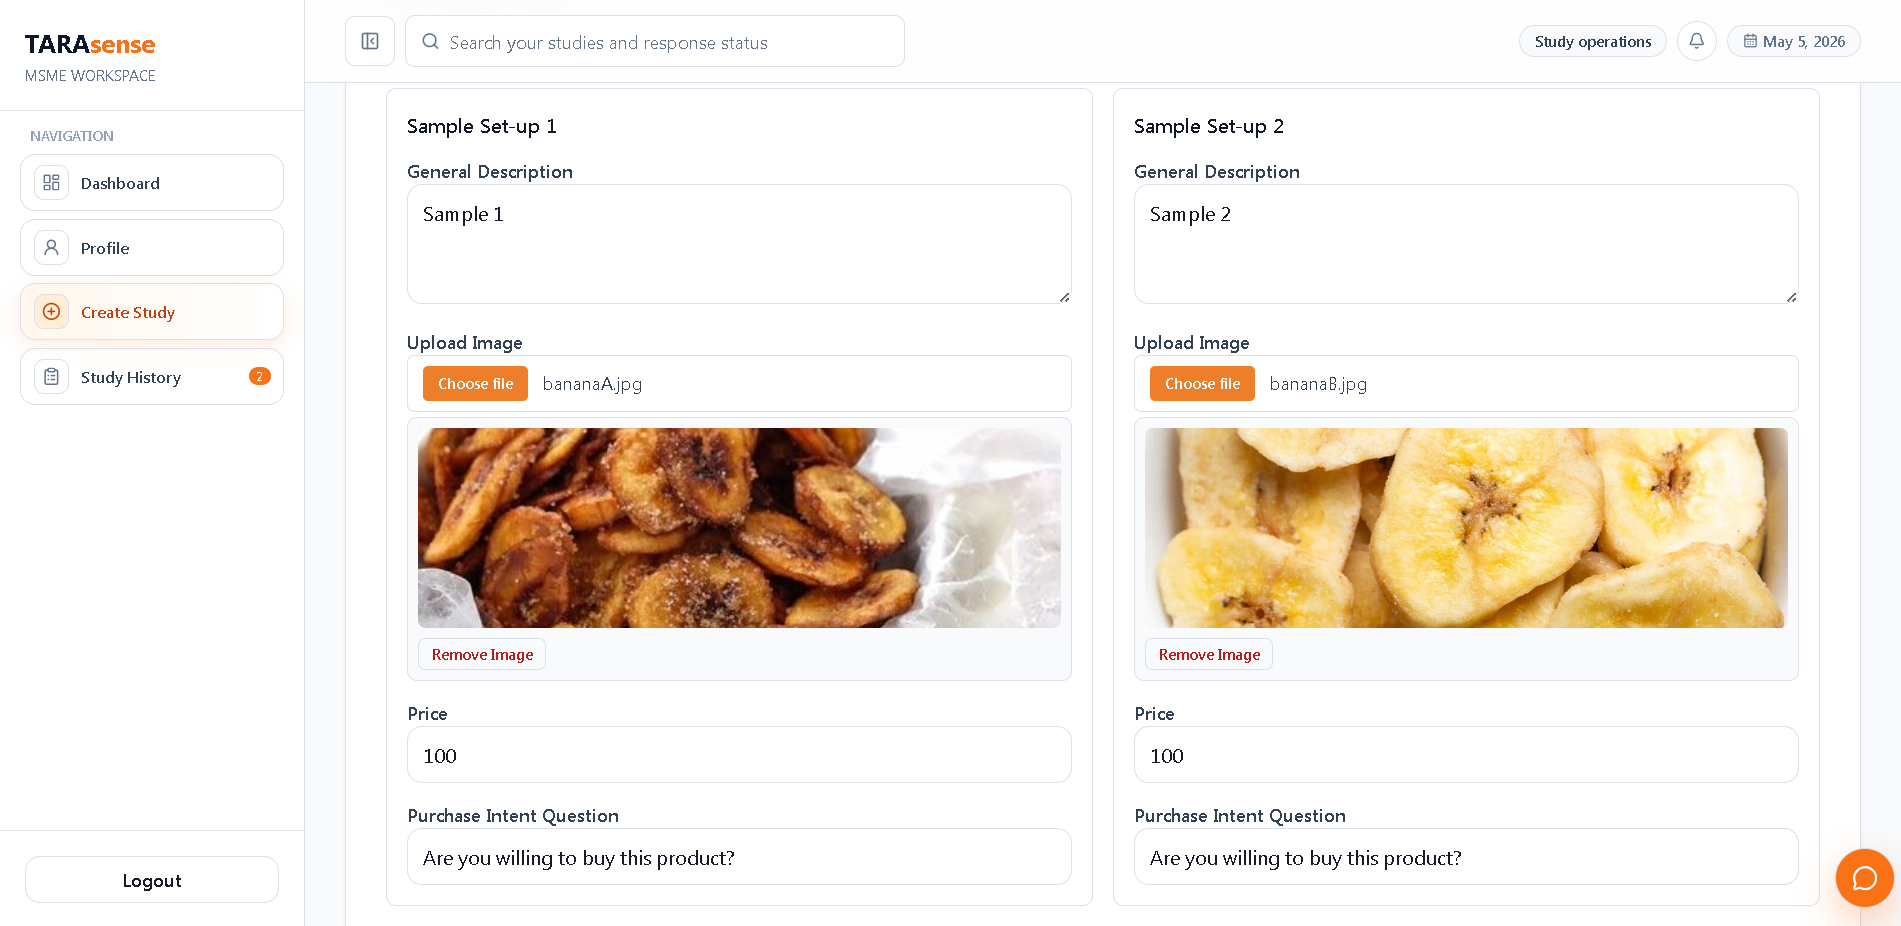 TARAsense
MSME WORKSPACE
NAVIGATION
Dashboard
Profile
Create Study
Study History 2
Logout
Search your studies and response status
Study operations
May 5, 2026
Sample Set-up 1
General Description
Sample 1
Upload Image
Choose file bananaA.jpg
Remove Image
Price
100
Purchase Intent Question
Are you willing to buy this product?
Sample Set-up 2
General Description
Sample 2
Upload Image
Choose file bananaB.jpg
Remove Image
Price
100
Purchase Intent Question
Are you willing to buy this product?